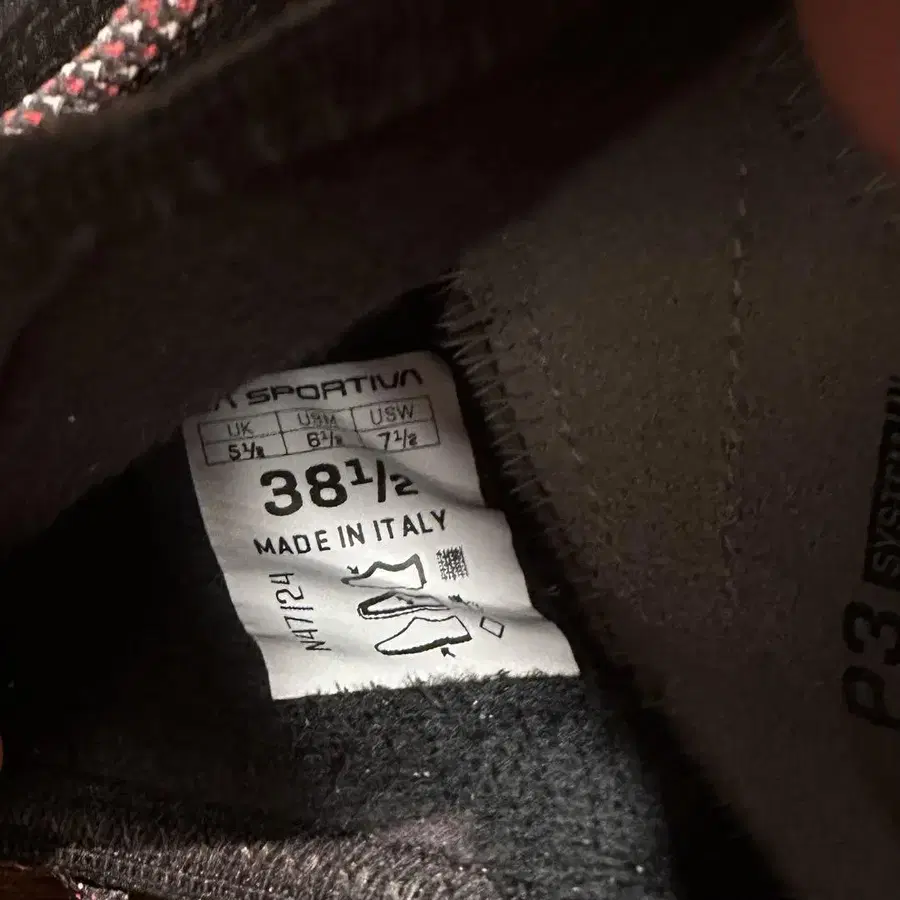 SPORTIVA
UK USM USW
5½ 6½ 7½
38½
MADE IN ITALY
N47/24
P3 SYSTEM